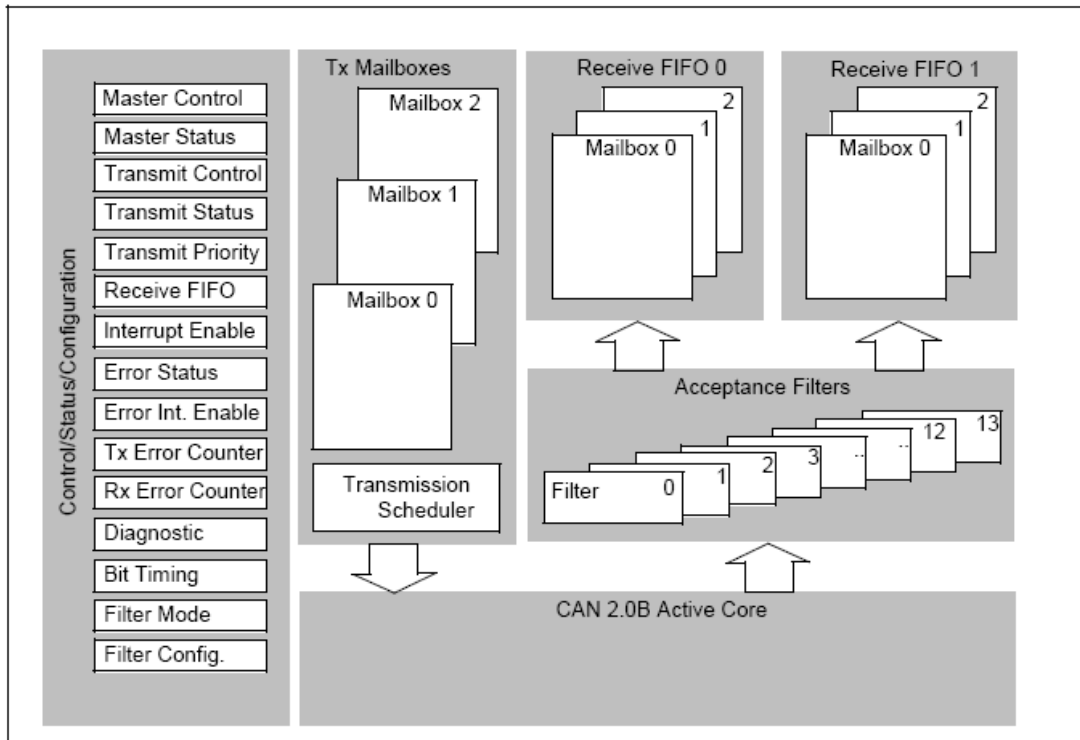 Control/Status/Configuration
Master Control
Master Status
Transmit Control
Transmit Status
Transmit Priority
Receive FIFO
Interrupt Enable
Error Status
Error Int. Enable
Tx Error Counter
Rx Error Counter
Diagnostic
Bit Timing
Filter Mode
Filter Config.
Tx Mailboxes
Mailbox 2
Mailbox 1
Mailbox 0
Transmission
Scheduler
Receive FIFO 0
2
1
Mailbox 0
Receive FIFO 1
2
1
Mailbox 0
Acceptance Filters
Filter 0
1
2
3
..
..
12
13
CAN 2.0B Active Core